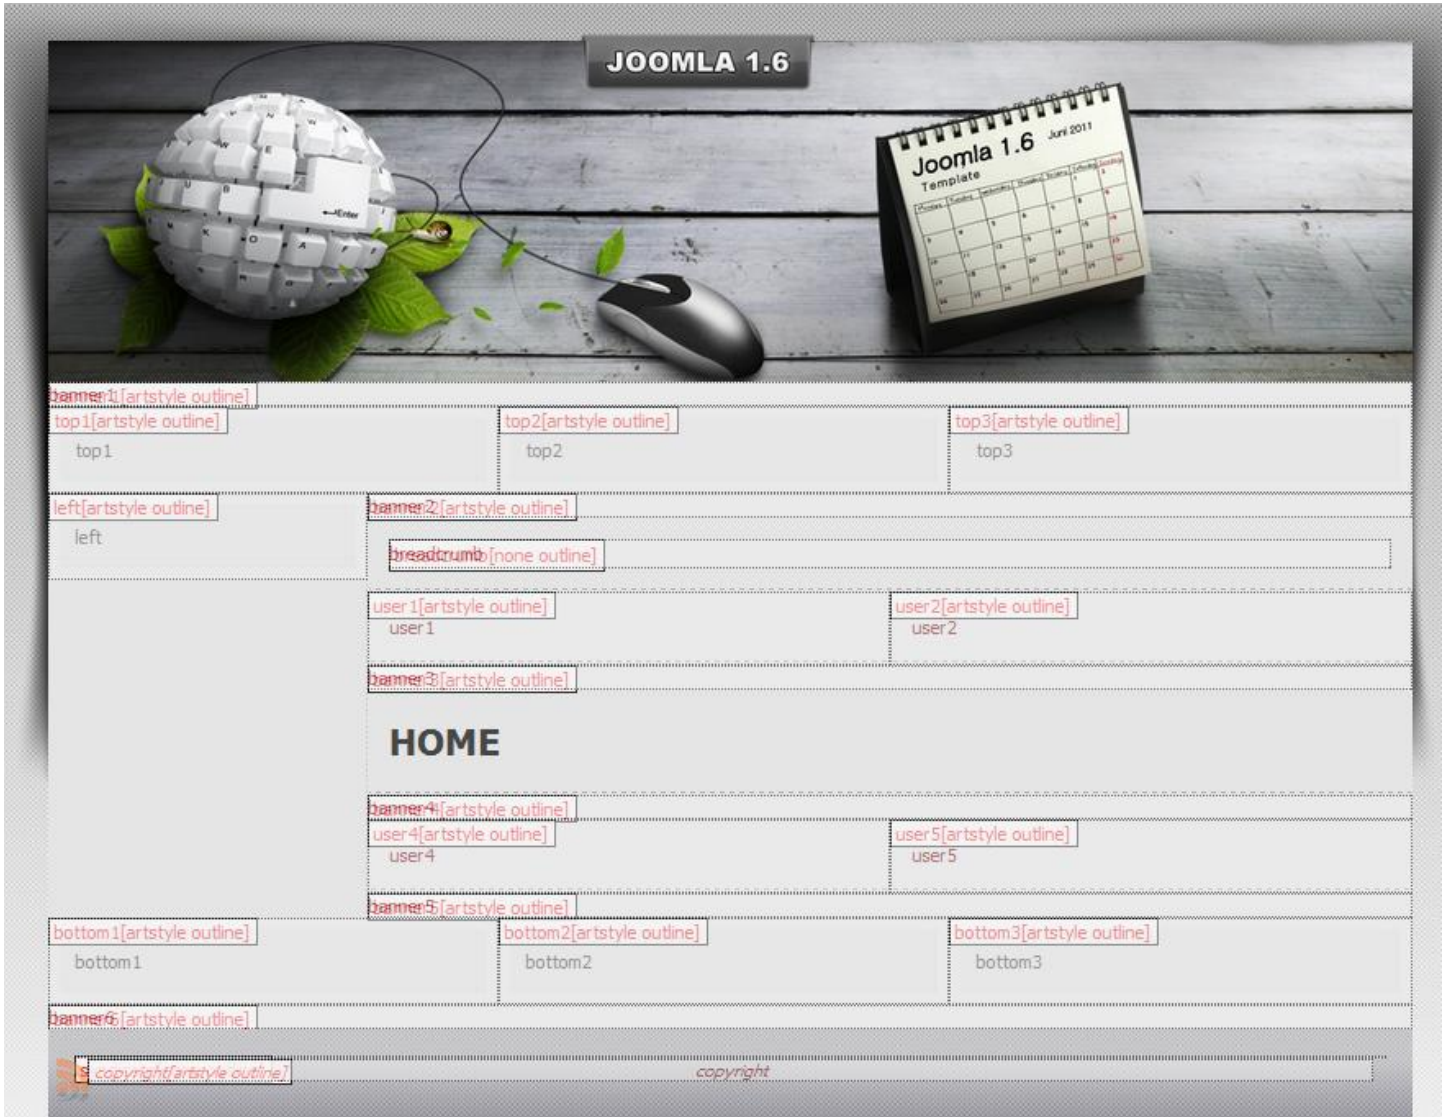 JOOMLA 1.6
Joomla 1.6 Juni 2011
Template
Enter
banner1[artstyle outline]
top1[artstyle outline] top2[artstyle outline] top3[artstyle outline]
top1 top2 top3
left[artstyle outline] banner2[artstyle outline]
left
breadcrumb[none outline]
user1[artstyle outline] user2[artstyle outline]
user1 user2
banner3[artstyle outline]
HOME
banner4[artstyle outline]
user4[artstyle outline] user5[artstyle outline]
user4 user5
banner5[artstyle outline]
bottom1[artstyle outline] bottom2[artstyle outline] bottom3[artstyle outline]
bottom1 bottom2 bottom3
banner6[artstyle outline]
copyright[artstyle outline] copyright